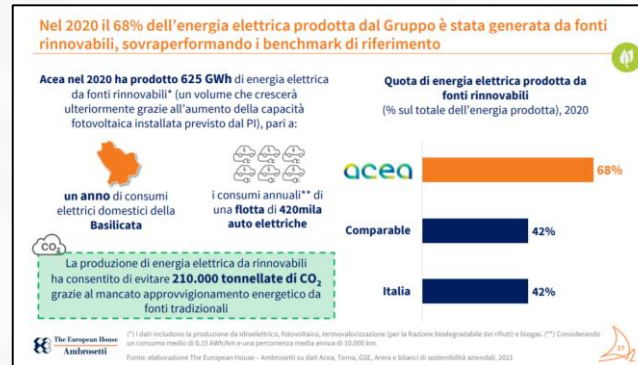 Nel 2020 il 68% dell'energia elettrica prodotta dal Gruppo è stata generata da fonti
rinnovabili, sovraperformando i benchmark di riferimento
Acea nel 2020 ha prodotto 625 GWh di energia elettrica
da fonti rinnovabili* (un volume che crescerà
ulteriormente grazie all'aumento della capacità
fotovoltaica installata previsto dal PI), pari a:
un anno di consumi
elettrici domestici della
Basilicata
i consumi annuali** di
una flotta di 420mila
auto elettriche
CO2
La produzione di energia elettrica da rinnovabili
ha consentito di evitare 210.000 tonnellate di CO2
grazie al mancato approvvigionamento energetico da
fonti tradizionali
Quota di energia elettrica prodotta da
fonti rinnovabili
(% sul totale dell'energia prodotta), 2020
acea
68%
Comparable
42%
Italia
42%
The European House
Ambrosetti
(*) I dati includono la produzione da idroelettrico, fotovoltaico, termovalorizzazione (per la frazione biodegradabile dei rifiuti) e biogas. (**) Considerando
un consumo medio di 0,15 kWh/km e una percorrenza media annua di 10.000 km.
Fonte: elaborazione The European House – Ambrosetti su dati Acea, Terna, GSE, Arera e bilanci di sostenibilità aziendali, 2021
27